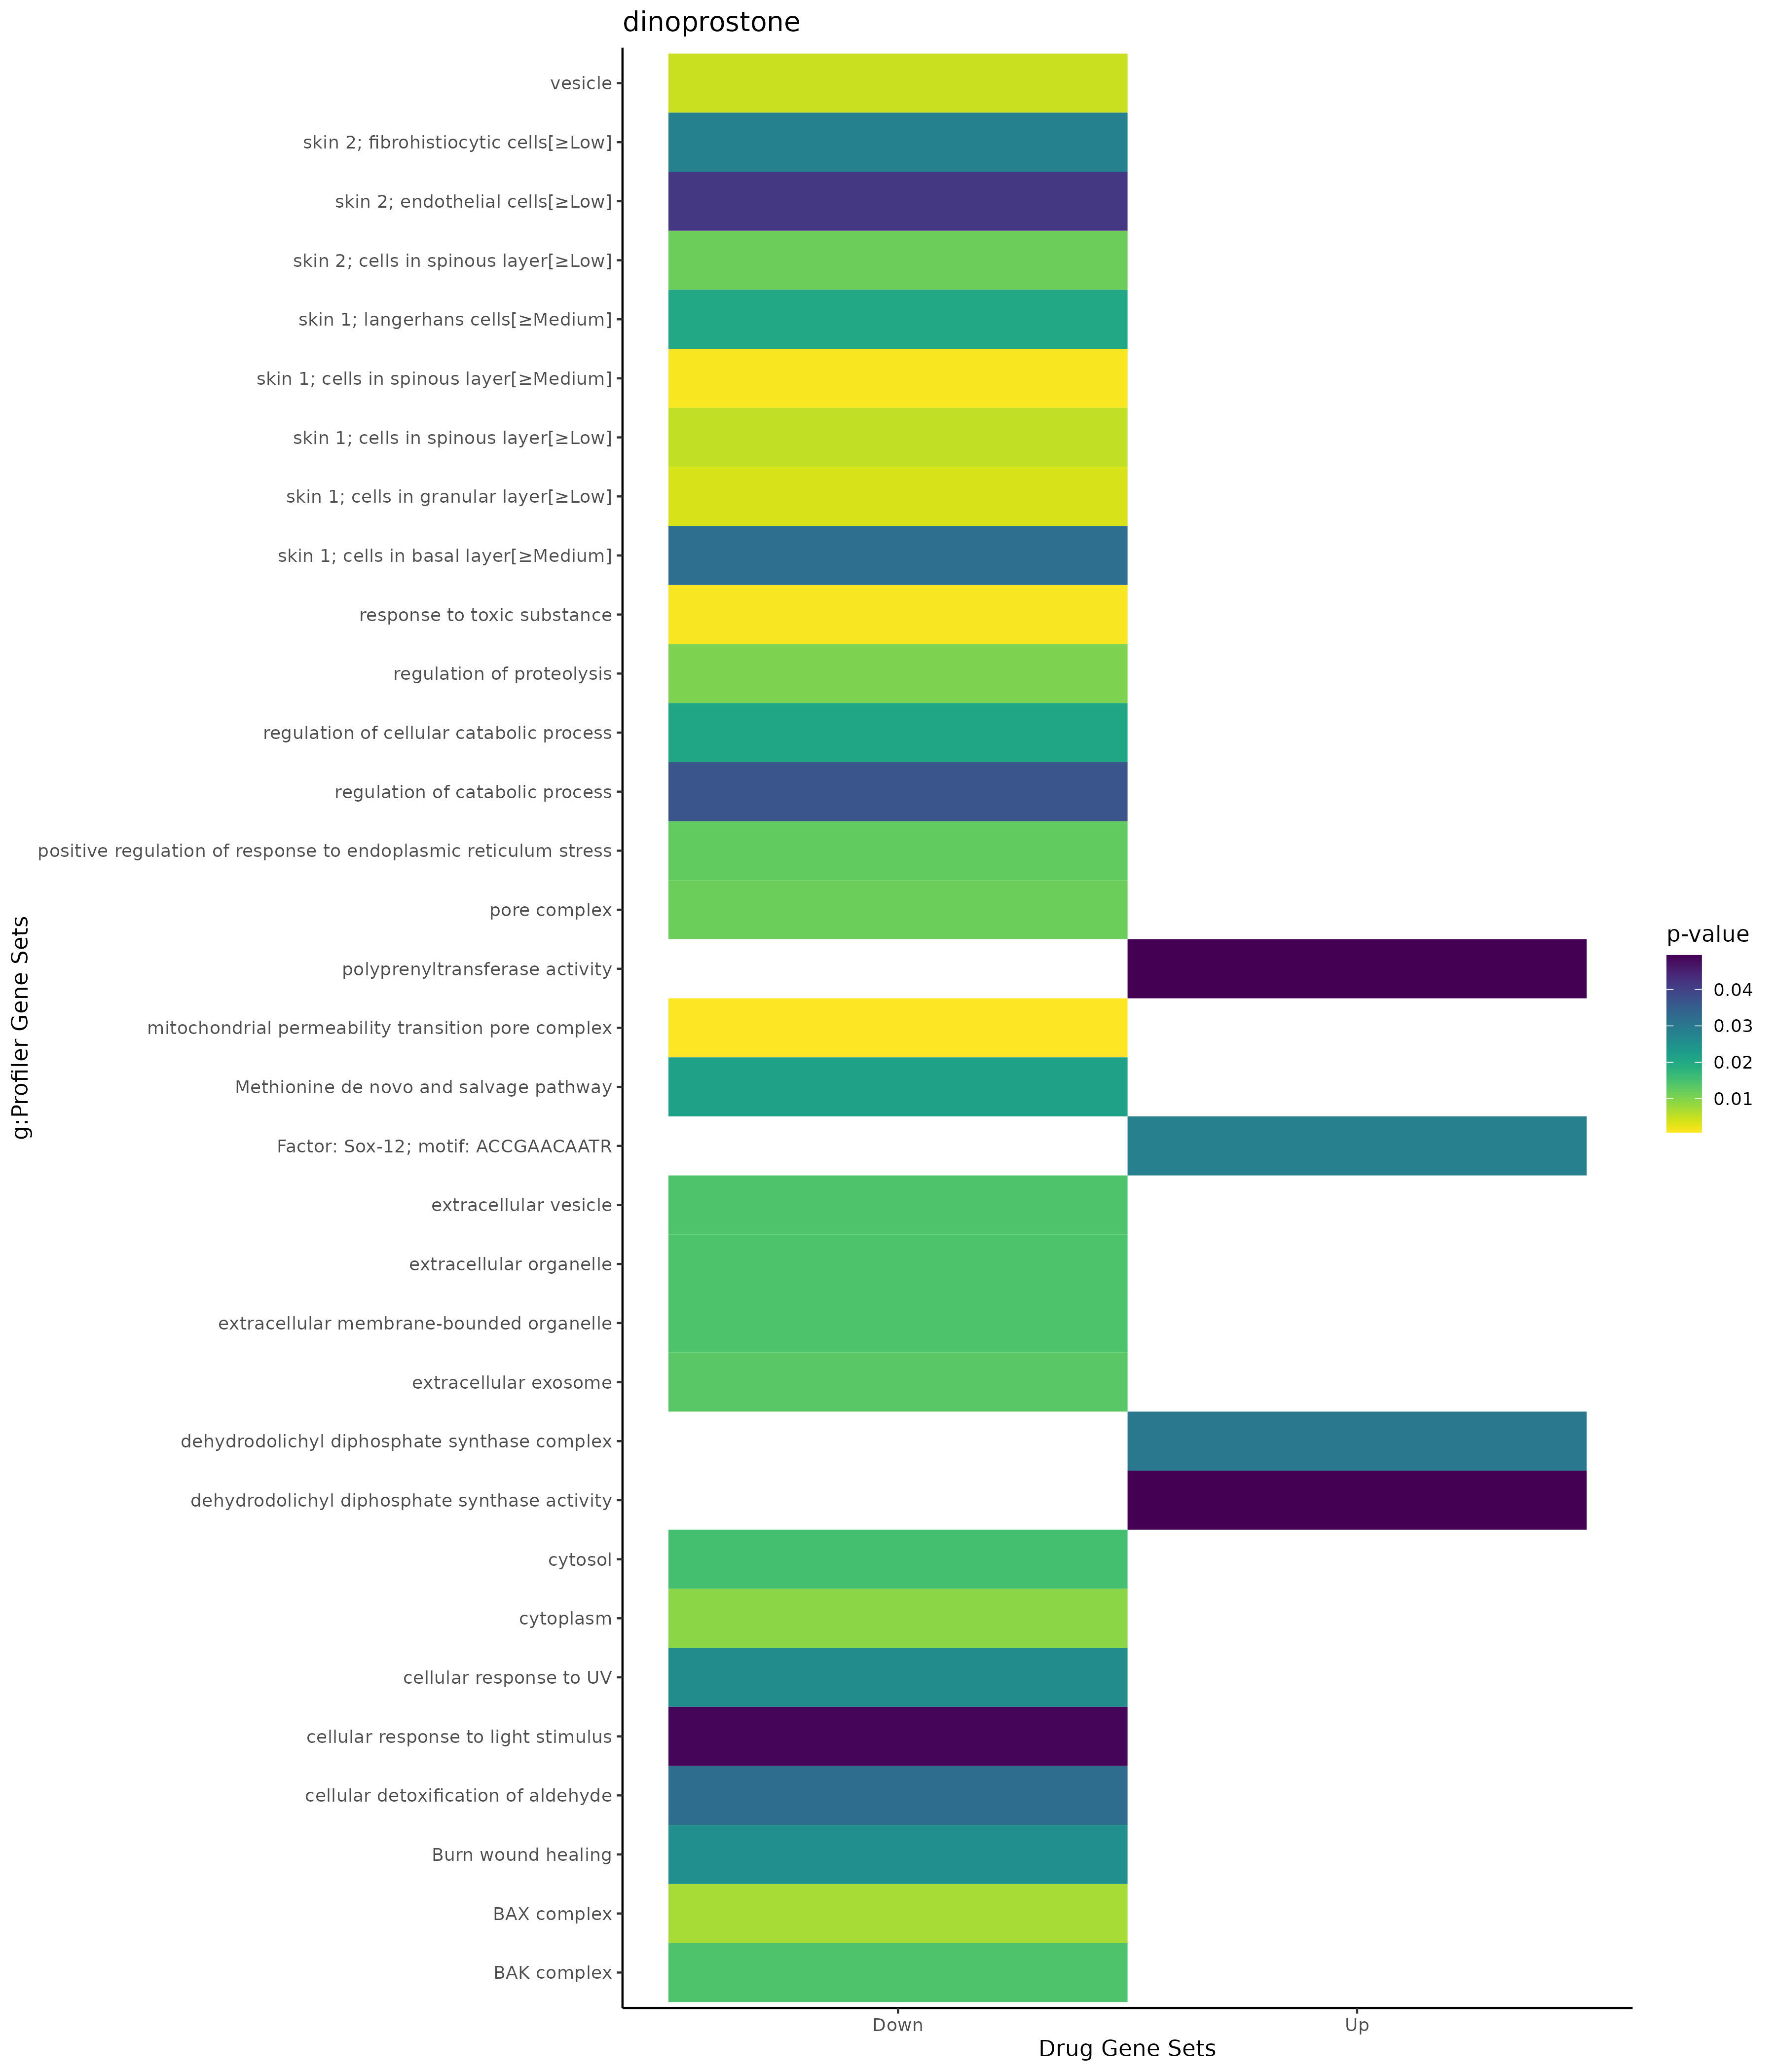 dinoprostone
vesicle
skin 2; fibrohistiocytic cells[≥Low]
skin 2; endothelial cells[≥Low]
skin 2; cells in spinous layer[≥Low]
skin 1; langerhans cells[≥Medium]
skin 1; cells in spinous layer[≥Medium]
skin 1; cells in spinous layer[≥Low]
skin 1; cells in granular layer[≥Low]
skin 1; cells in basal layer[≥Medium]
response to toxic substance
regulation of proteolysis
regulation of cellular catabolic process
regulation of catabolic process
positive regulation of response to endoplasmic reticulum stress
pore complex
polyprenyltransferase activity
mitochondrial permeability transition pore complex
Methionine de novo and salvage pathway
Factor: Sox-12; motif: ACCGAACAATR
extracellular vesicle
extracellular organelle
extracellular membrane-bounded organelle
extracellular exosome
dehydrodolichyl diphosphate synthase complex
dehydrodolichyl diphosphate synthase activity
cytosol
cytoplasm
cellular response to UV
cellular response to light stimulus
cellular detoxification of aldehyde
Burn wound healing
BAX complex
BAK complex
g:Profiler Gene Sets
Down
Up
Drug Gene Sets
p-value
0.04
0.03
0.02
0.01